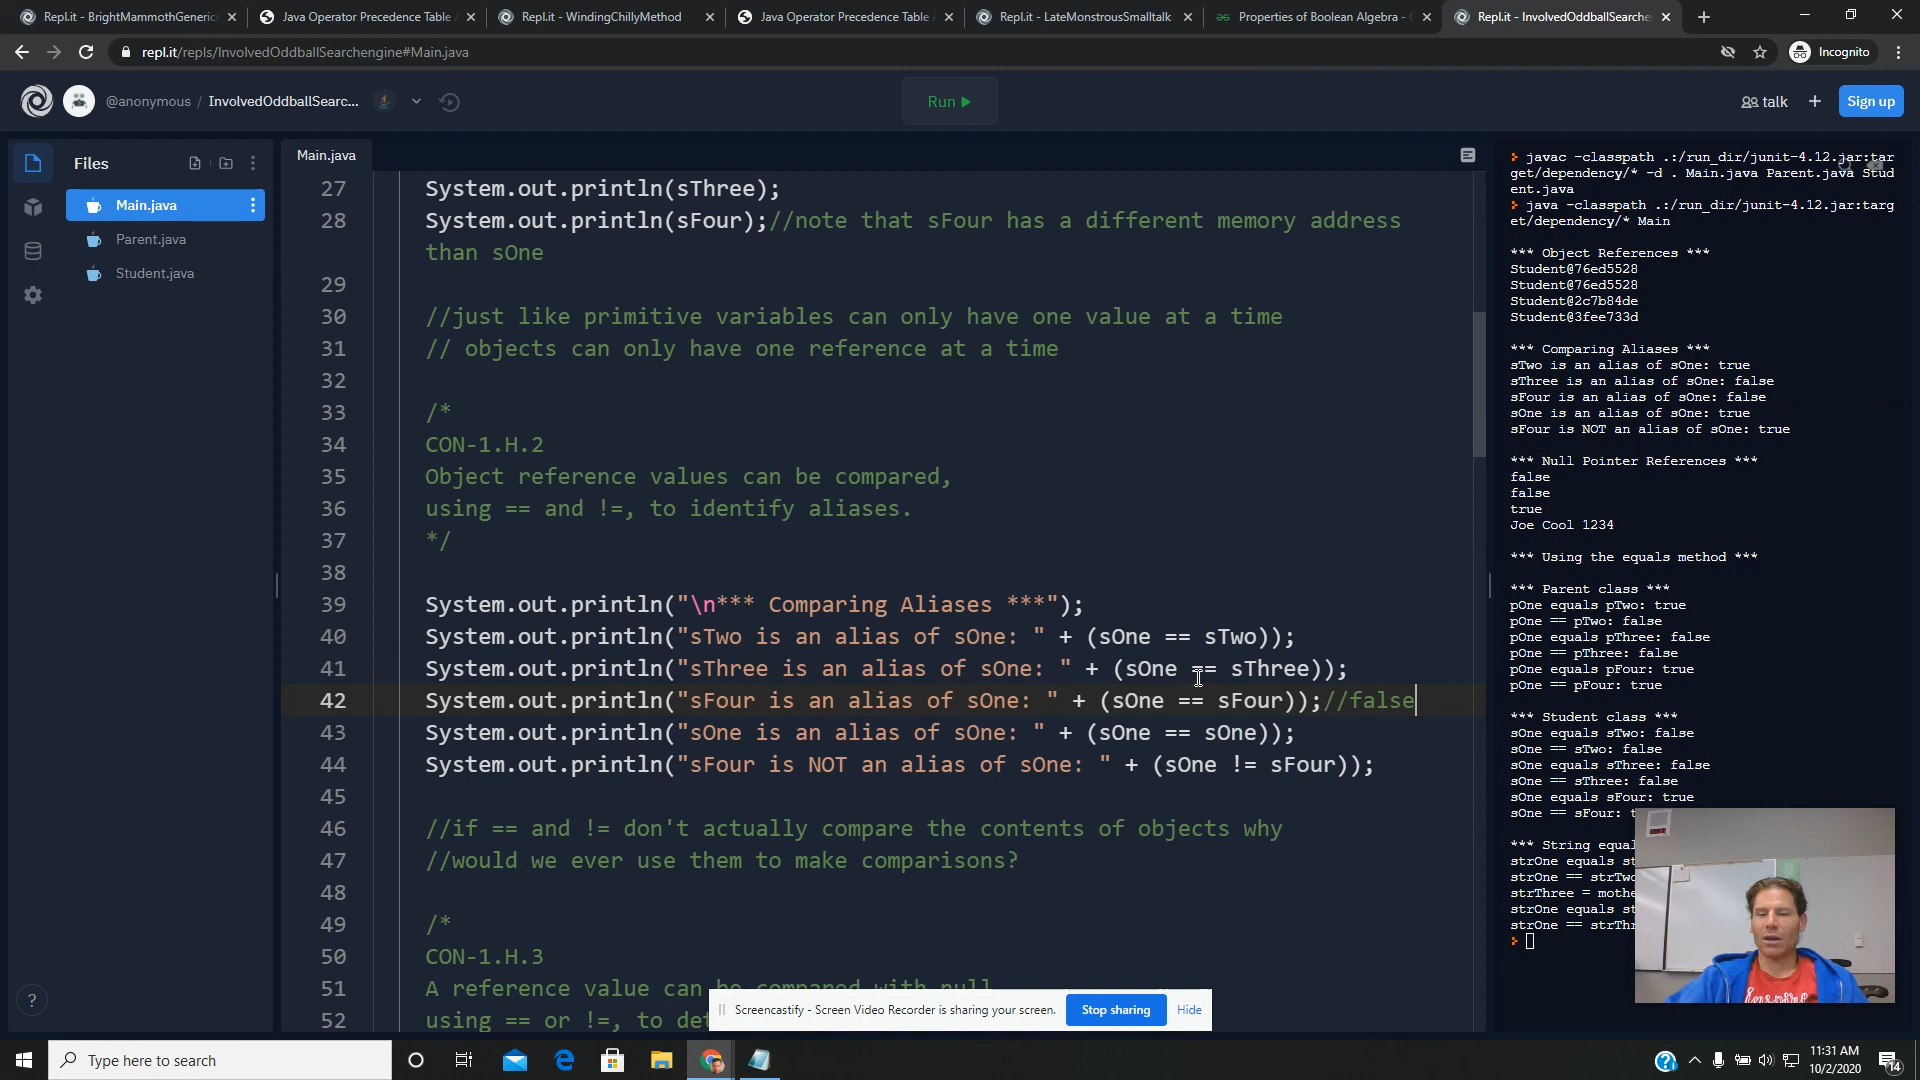 Repl.it - BrightMammothGenerics
Java Operator Precedence Table
Repl.it - WindingChillyMethod
Java Operator Precedence Table
Repl.it - LateMonstrousSmalltalk
Properties of Boolean Algebra -
Repl.it - InvolvedOddballSearche
repl.it/repls/InvolvedOddballSearchengine#Main.java
Incognito
@anonymous / InvolvedOddballSearc...
Run
talk
Sign up
Files
Main.java
Parent.java
Student.java
Main.java
27 System.out.println(sThree);
28 System.out.println(sFour);//note that sFour has a different memory address
than sOne
29
30 //just like primitive variables can only have one value at a time
31 // objects can only have one reference at a time
32
33 /*
34 CON-1.H.2
35 Object reference values can be compared,
36 using == and !=, to identify aliases.
37 */
38
39 System.out.println("\n*** Comparing Aliases ***");
40 System.out.println("sTwo is an alias of sOne: " + (sOne == sTwo));
41 System.out.println("sThree is an alias of sOne: " + (sOne == sThree));
42 System.out.println("sFour is an alias of sOne: " + (sOne == sFour));//false
43 System.out.println("sOne is an alias of sOne: " + (sOne == sOne));
44 System.out.println("sFour is NOT an alias of sOne: " + (sOne != sFour));
45
46 //if == and != don't actually compare the contents of objects why
47 //would we ever use them to make comparisons?
48
49 /*
50 CON-1.H.3
51 A reference value can be compared with null,
52 using == or !=, to det
javac -classpath .:/run_dir/junit-4.12.jar:tar
get/dependency/* -d . Main.java Parent.java Stud
ent.java
java -classpath .:/run_dir/junit-4.12.jar:targ
et/dependency/* Main
*** Object References ***
Student@76ed5528
Student@76ed5528
Student@2c7b84de
Student@3fee733d
*** Comparing Aliases ***
sTwo is an alias of sOne: true
sThree is an alias of sOne: false
sFour is an alias of sOne: false
sOne is an alias of sOne: true
sFour is NOT an alias of sOne: true
*** Null Pointer References ***
false
false
true
Joe Cool 1234
*** Using the equals method ***
*** Parent class ***
pOne equals pTwo: true
pOne == pTwo: false
pOne equals pThree: false
pOne == pThree: false
pOne equals pFour: true
pOne == pFour: true
*** Student class ***
sOne equals sTwo: false
sOne == sTwo: false
sOne equals sThree: false
sOne == sThree: false
sOne equals sFour: true
sOne == sFour: t
*** String equal
strOne equals st
strOne == strTwo
strThree = mothe
strOne equals st
strOne == strThr
Screencastify - Screen Video Recorder is sharing your screen.
Stop sharing
Hide
Type here to search
11:31 AM
10/2/2020
14